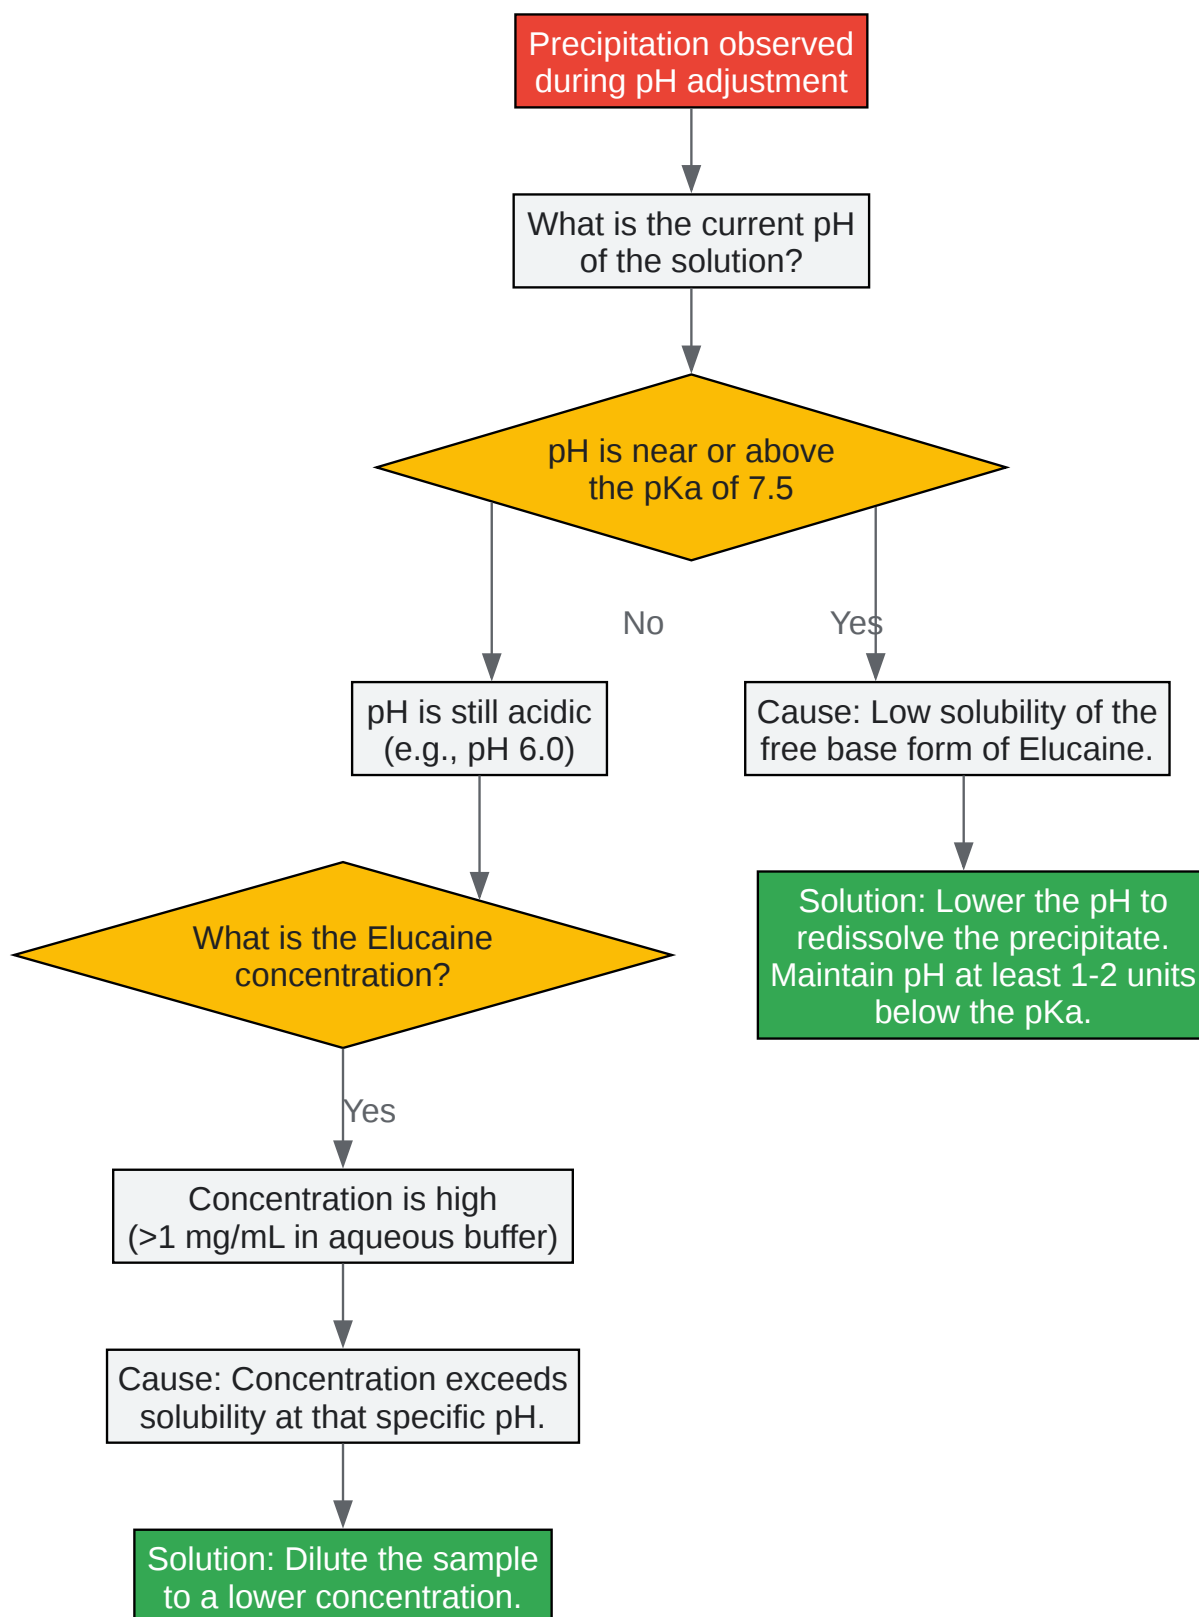 Precipitation observed
during pH adjustment
What is the current pH
of the solution?
pH is near or above
the pKa of 7.5
No
Yes
pH is still acidic
(e.g., pH 6.0)
Cause: Low solubility of the
free base form of Elucaine.
Solution: Lower the pH to
redissolve the precipitate.
Maintain pH at least 1-2 units
below the pKa.
What is the Elucaine
concentration?
Yes
Concentration is high
(>1 mg/mL in aqueous buffer)
Cause: Concentration exceeds
solubility at that specific pH.
Solution: Dilute the sample
to a lower concentration.